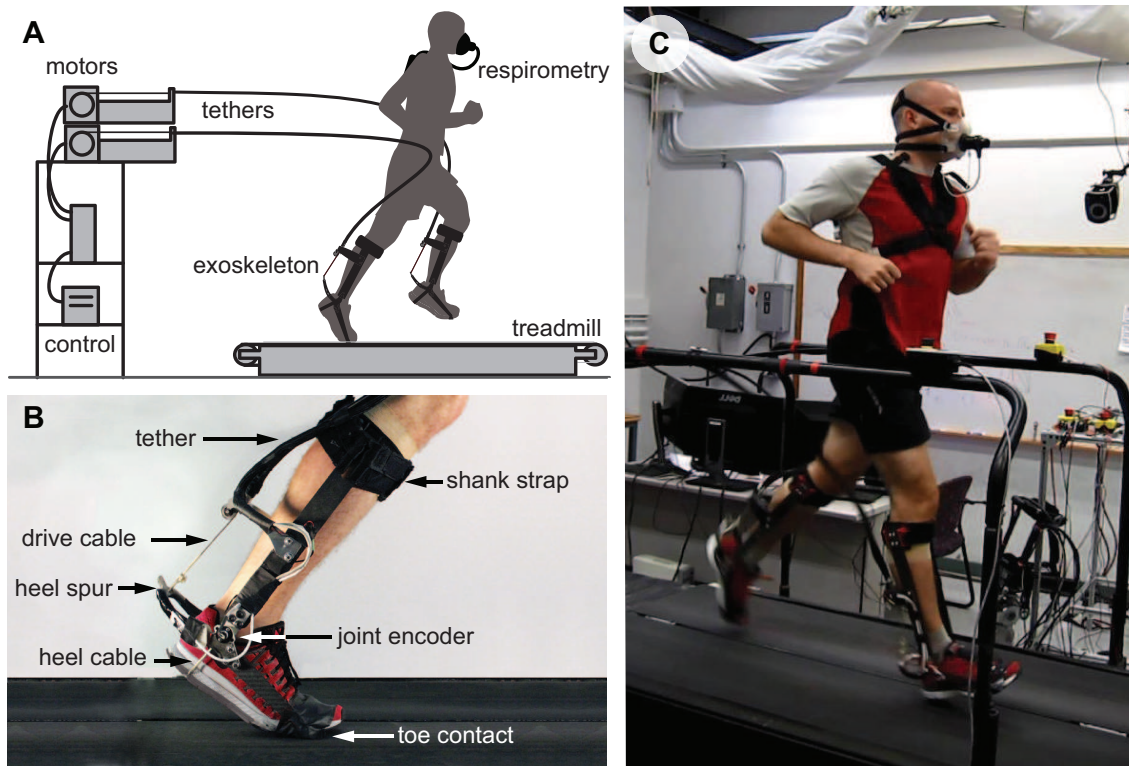 A
motors
tethers
respirometry
exoskeleton
treadmill
control
B
tether
shank strap
drive cable
heel spur
joint encoder
heel cable
toe contact
C